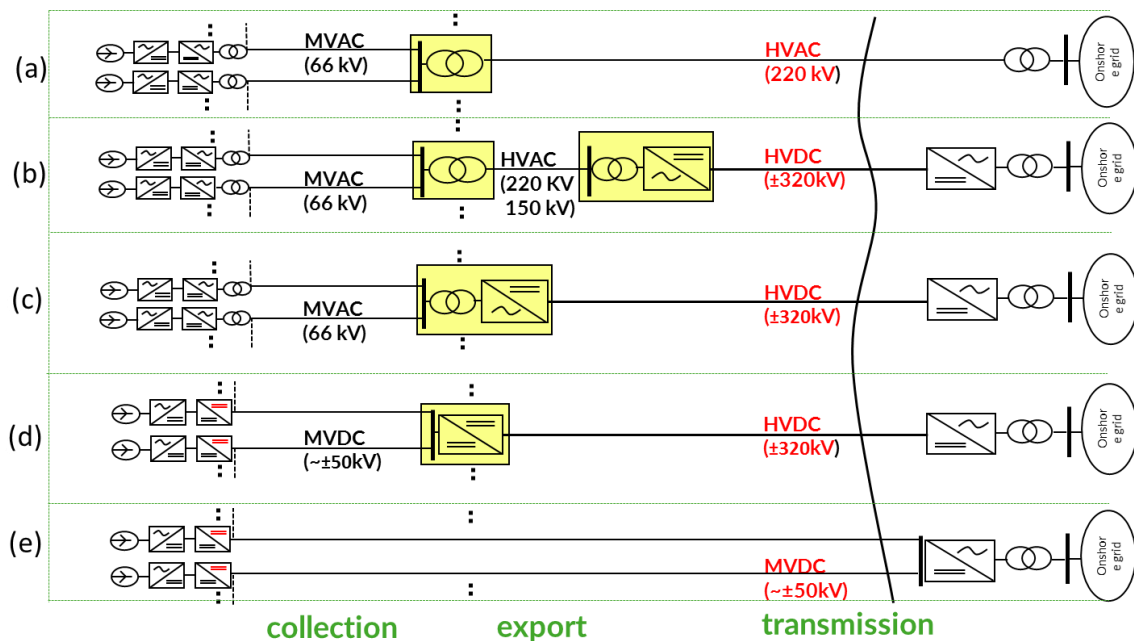 (a)
MVAC
(66 kV)
HVAC
(220 kV)
Onshor
e grid
(b)
MVAC
(66 kV)
HVAC
(220 KV
150 kV)
HVDC
(±320kV)
Onshor
e grid
(c)
MVAC
(66 kV)
HVDC
(±320kV)
Onshor
e grid
(d)
MVDC
(~±50kV)
HVDC
(±320kV)
Onshor
e grid
(e)
MVDC
(~±50kV)
Onshor
e grid
collection export transmission